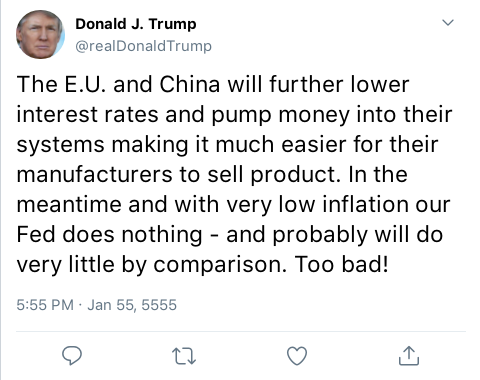 Donald J. Trump
@realDonaldTrump
The E.U. and China will further lower
interest rates and pump money into their
systems making it much easier for their
manufacturers to sell product. In the
meantime and with very low inflation our
Fed does nothing - and probably will do
very little by comparison. Too bad!
5:55 PM · Jan 55, 5555